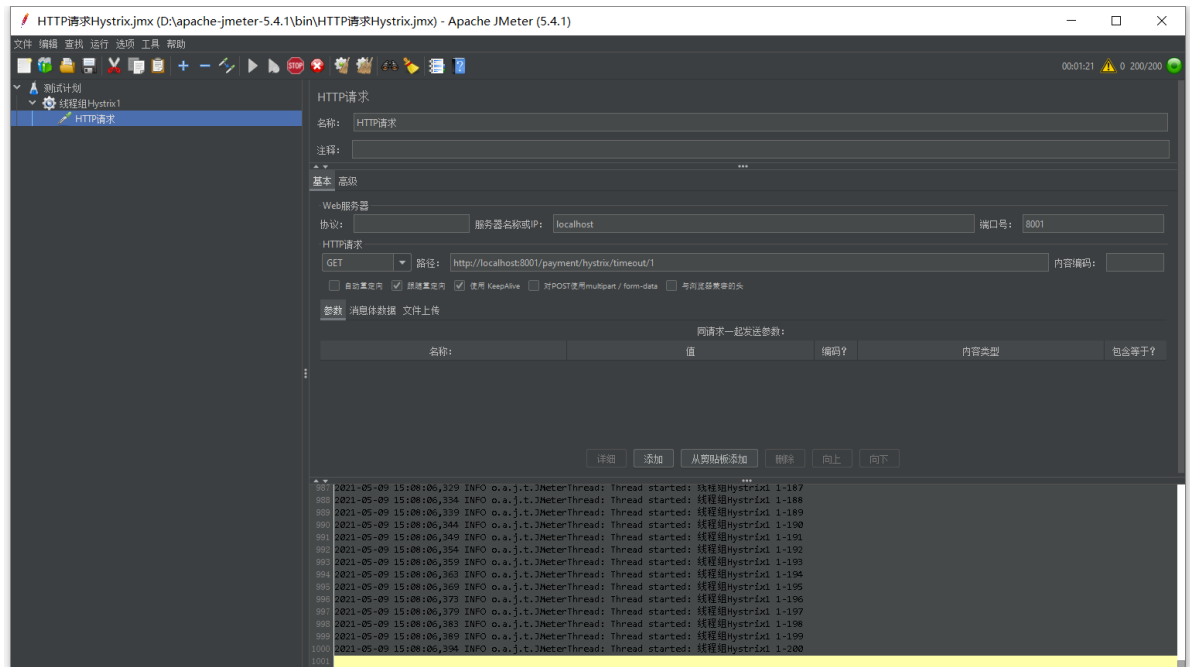 HTTP请求Hystrix.jmx (D:\apache-jmeter-5.4.1\bin\HTTP请求Hystrix.jmx) - Apache JMeter (5.4.1)
文件 编辑 查找 运行 选项 工具 帮助
STOP
?
00:01:21 0 200/200
测试计划
线程组Hystrix1
HTTP请求
HTTP请求
名称: HTTP请求
注释:
基本 高级
Web服务器
协议: 服务器名称或IP: localhost 端口号: 8001
HTTP请求
GET 路径: http://localhost:8001/payment/hystrix/timeout/1 内容编码:
自动重定向 跟随重定向 使用 KeepAlive 对POST使用multipart / form-data 与浏览器兼容的头
参数 消息体数据 文件上传
同请求一起发送参数:
名称: 值 编码? 内容类型 包含等于?
详细 添加 从剪贴板添加 删除 向上 向下
987 2021-05-09 15:08:06,329 INFO o.a.j.t.JMeterThread: Thread started: 线程组Hystrix1 1-187
988 2021-05-09 15:08:06,334 INFO o.a.j.t.JMeterThread: Thread started: 线程组Hystrix1 1-188
989 2021-05-09 15:08:06,339 INFO o.a.j.t.JMeterThread: Thread started: 线程组Hystrix1 1-189
990 2021-05-09 15:08:06,344 INFO o.a.j.t.JMeterThread: Thread started: 线程组Hystrix1 1-190
991 2021-05-09 15:08:06,349 INFO o.a.j.t.JMeterThread: Thread started: 线程组Hystrix1 1-191
992 2021-05-09 15:08:06,354 INFO o.a.j.t.JMeterThread: Thread started: 线程组Hystrix1 1-192
993 2021-05-09 15:08:06,359 INFO o.a.j.t.JMeterThread: Thread started: 线程组Hystrix1 1-193
994 2021-05-09 15:08:06,363 INFO o.a.j.t.JMeterThread: Thread started: 线程组Hystrix1 1-194
995 2021-05-09 15:08:06,369 INFO o.a.j.t.JMeterThread: Thread started: 线程组Hystrix1 1-195
996 2021-05-09 15:08:06,373 INFO o.a.j.t.JMeterThread: Thread started: 线程组Hystrix1 1-196
997 2021-05-09 15:08:06,379 INFO o.a.j.t.JMeterThread: Thread started: 线程组Hystrix1 1-197
998 2021-05-09 15:08:06,383 INFO o.a.j.t.JMeterThread: Thread started: 线程组Hystrix1 1-198
999 2021-05-09 15:08:06,389 INFO o.a.j.t.JMeterThread: Thread started: 线程组Hystrix1 1-199
1000 2021-05-09 15:08:06,394 INFO o.a.j.t.JMeterThread: Thread started: 线程组Hystrix1 1-200
1001